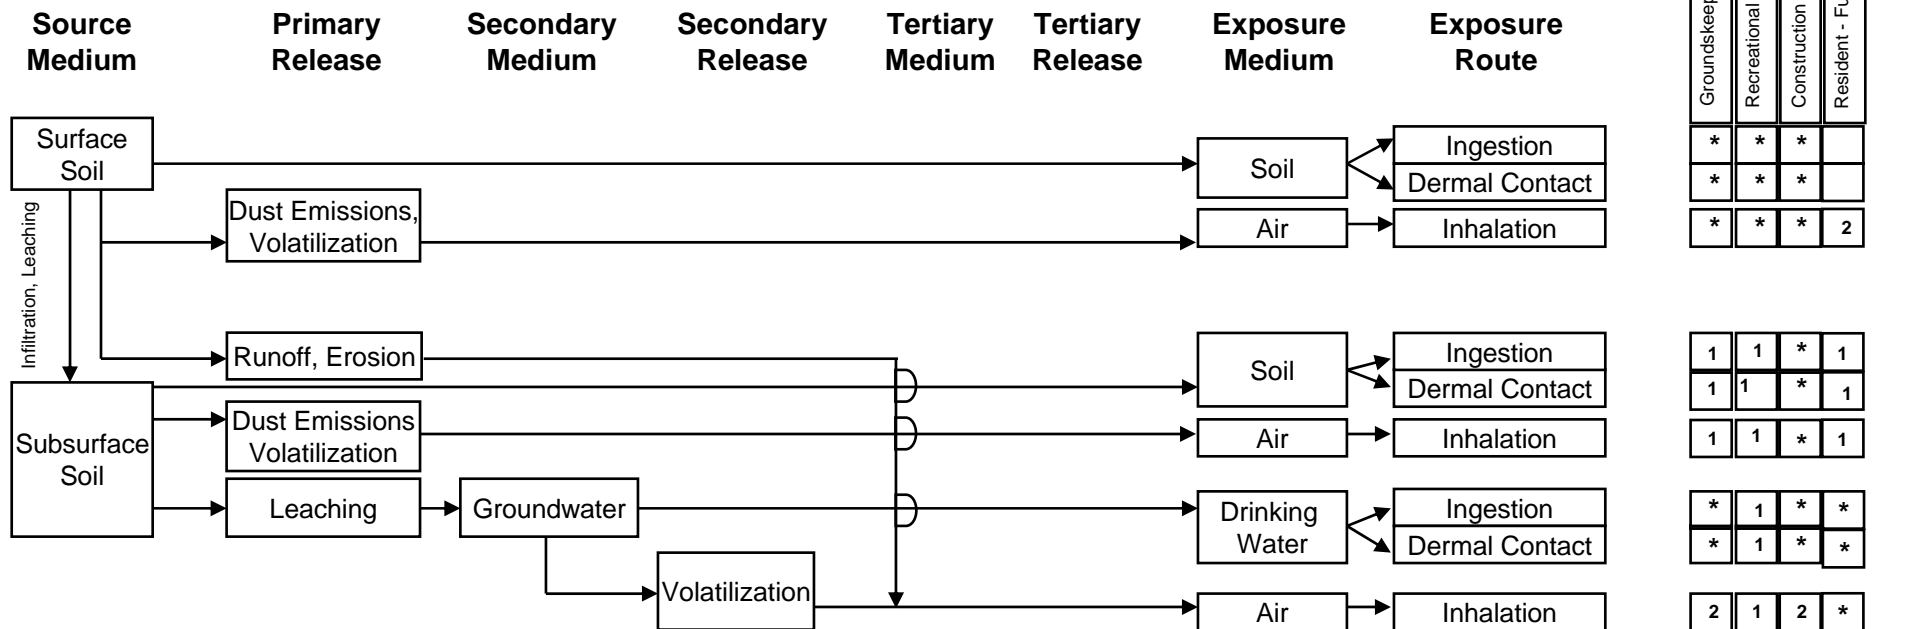 Source Medium
Primary Release
Secondary Medium
Secondary Release
Tertiary Medium
Tertiary Release
Exposure Medium
Exposure Route
Groundskeep
Recreational
Construction
Resident - Fu
Surface
Soil
Soil
Ingestion
* * *
Dermal Contact
* * *
Infiltration, Leaching
Dust Emissions,
Volatilization
Air
Inhalation
* * * 2
Runoff, Erosion
Soil
Ingestion
1 1 * 1
Dermal Contact
1 1 * 1
Subsurface
Soil
Dust Emissions
Volatilization
Air
Inhalation
1 1 * 1
Leaching
Groundwater
Drinking
Water
Ingestion
* 1 * *
Dermal Contact
* 1 * *
Volatilization
Air
Inhalation
2 1 2 *